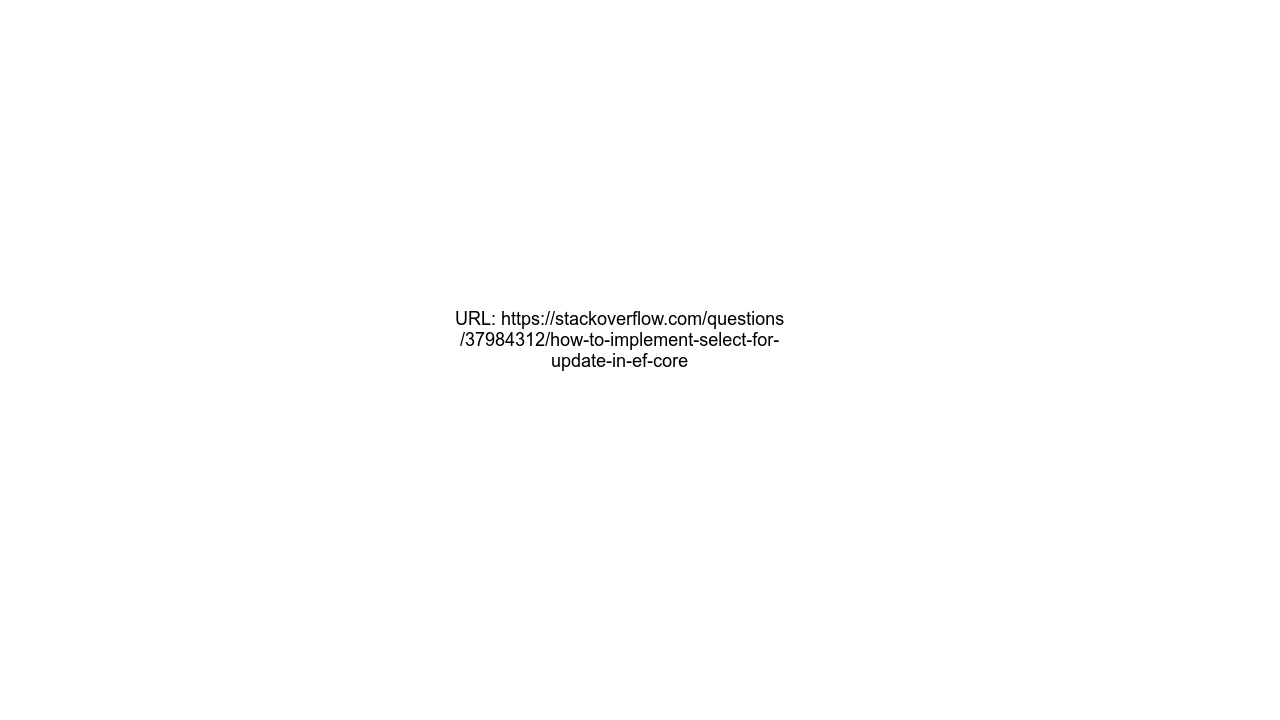 URL: https://stackoverflow.com/questions
/37984312/how-to-implement-select-for-
update-in-ef-core